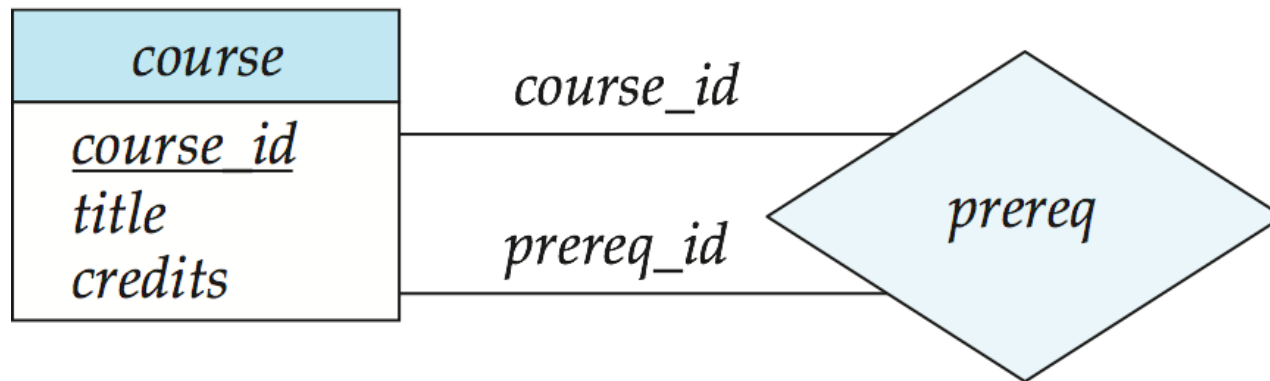 course
course_id
title
credits
course_id
prereq_id
prereq